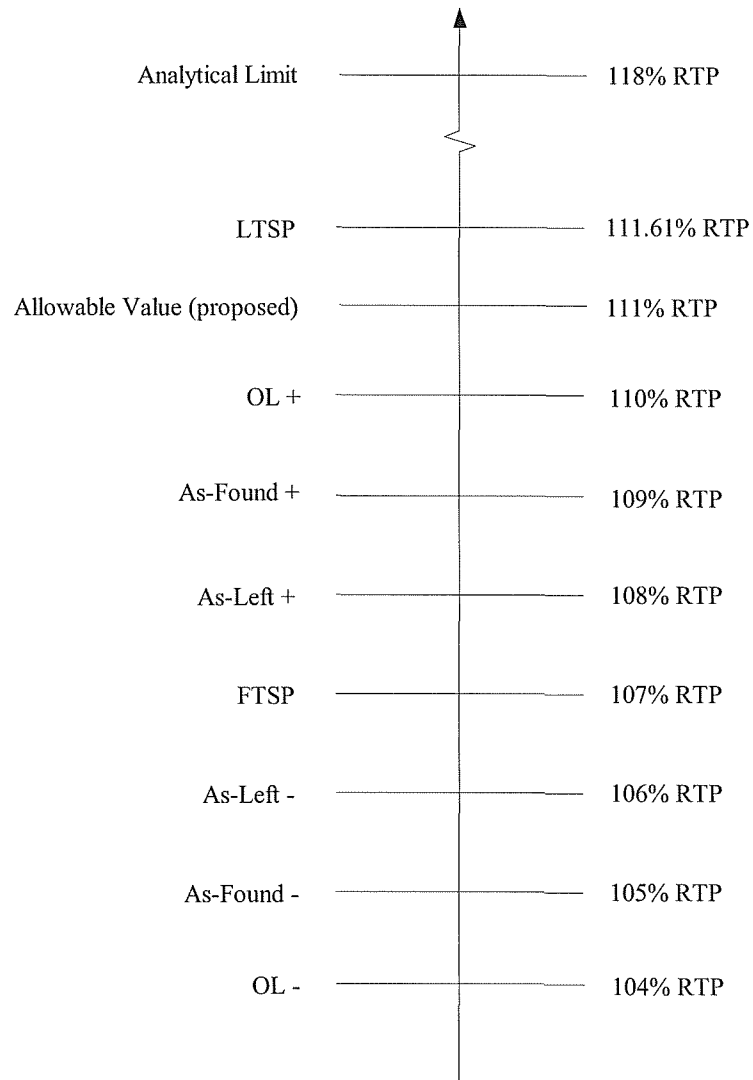 Analytical Limit 118% RTP
LTSP 111.61% RTP
Allowable Value (proposed) 111% RTP
OL + 110% RTP
As-Found + 109% RTP
As-Left + 108% RTP
FTSP 107% RTP
As-Left - 106% RTP
As-Found - 105% RTP
OL - 104% RTP